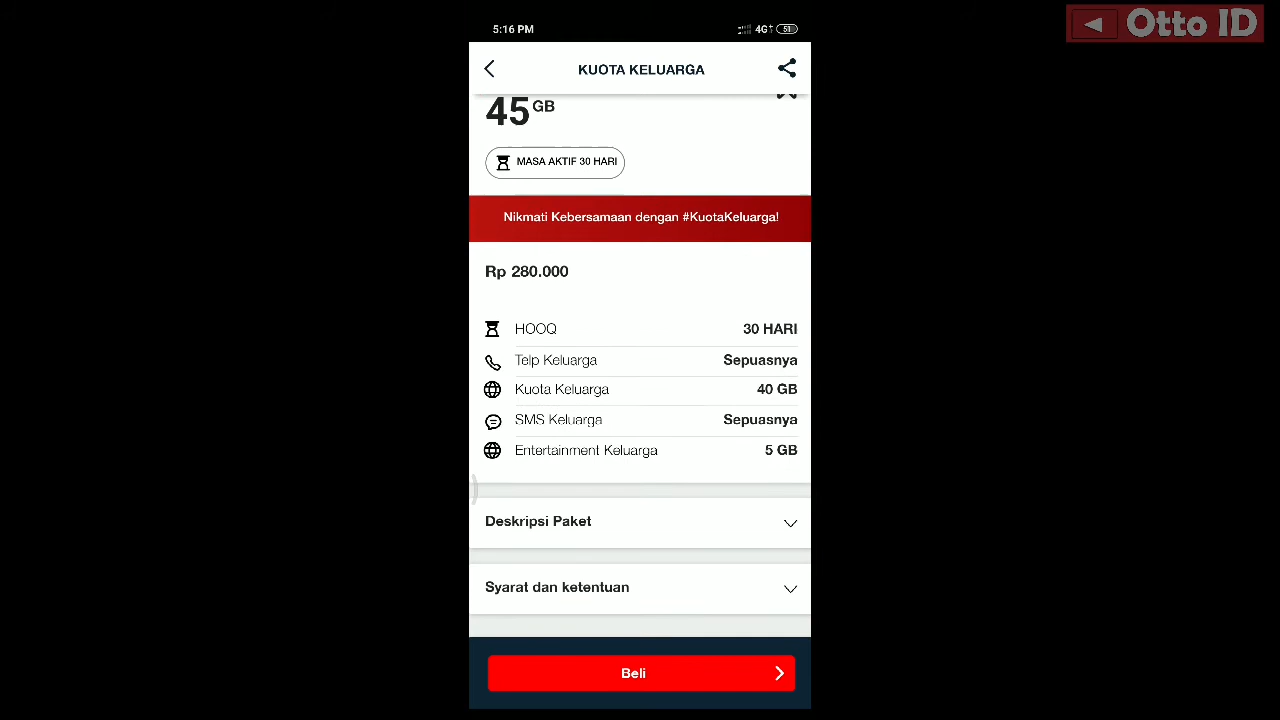 5:16 PM
4G
51
Otto ID
KUOTA KELUARGA
45 GB
MASA AKTIF 30 HARI
Nikmati Kebersamaan dengan #KuotaKeluarga!
Rp 280.000
HOOQ 30 HARI
Telp Keluarga Sepuasnya
Kuota Keluarga 40 GB
SMS Keluarga Sepuasnya
Entertainment Keluarga 5 GB
Deskripsi Paket
Syarat dan ketentuan
Beli